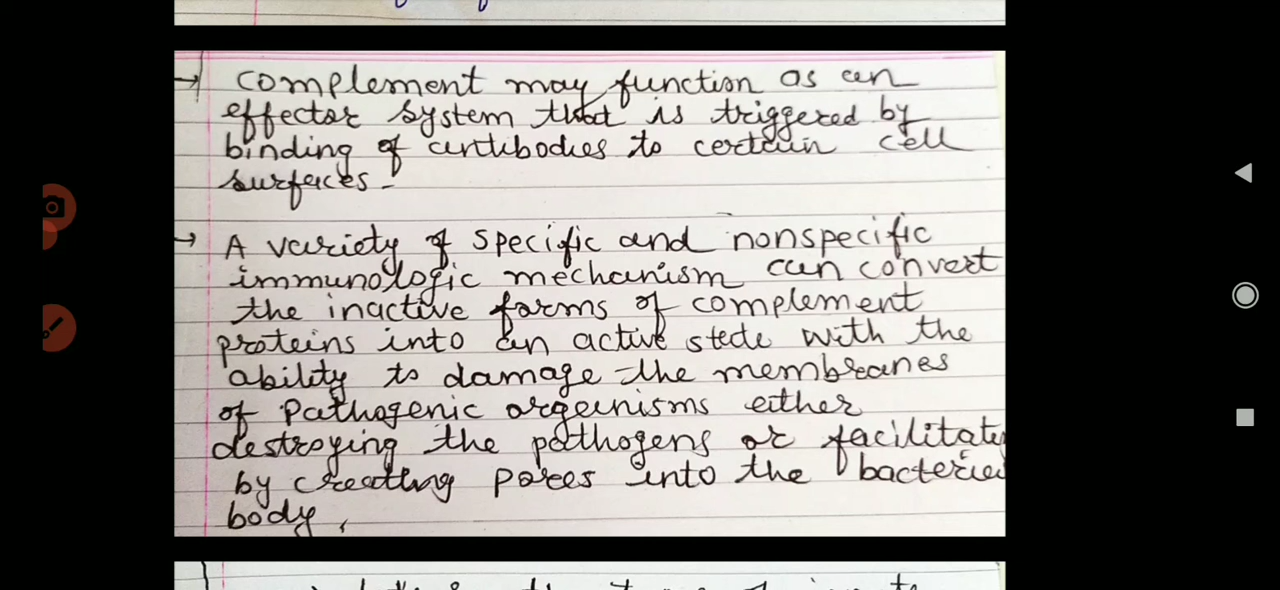 → complement may function as an
effector system that is triggered by
binding of antibodies to certain cell
surfaces -
→ A variety of specific and nonspecific
immunologic mechanism can convert
the inactive forms of complement
proteins into an active state with the
ability to damage the membranes
of pathogenic organisms either
destroying the pathogens or facilitate
by creating pores into the
body,